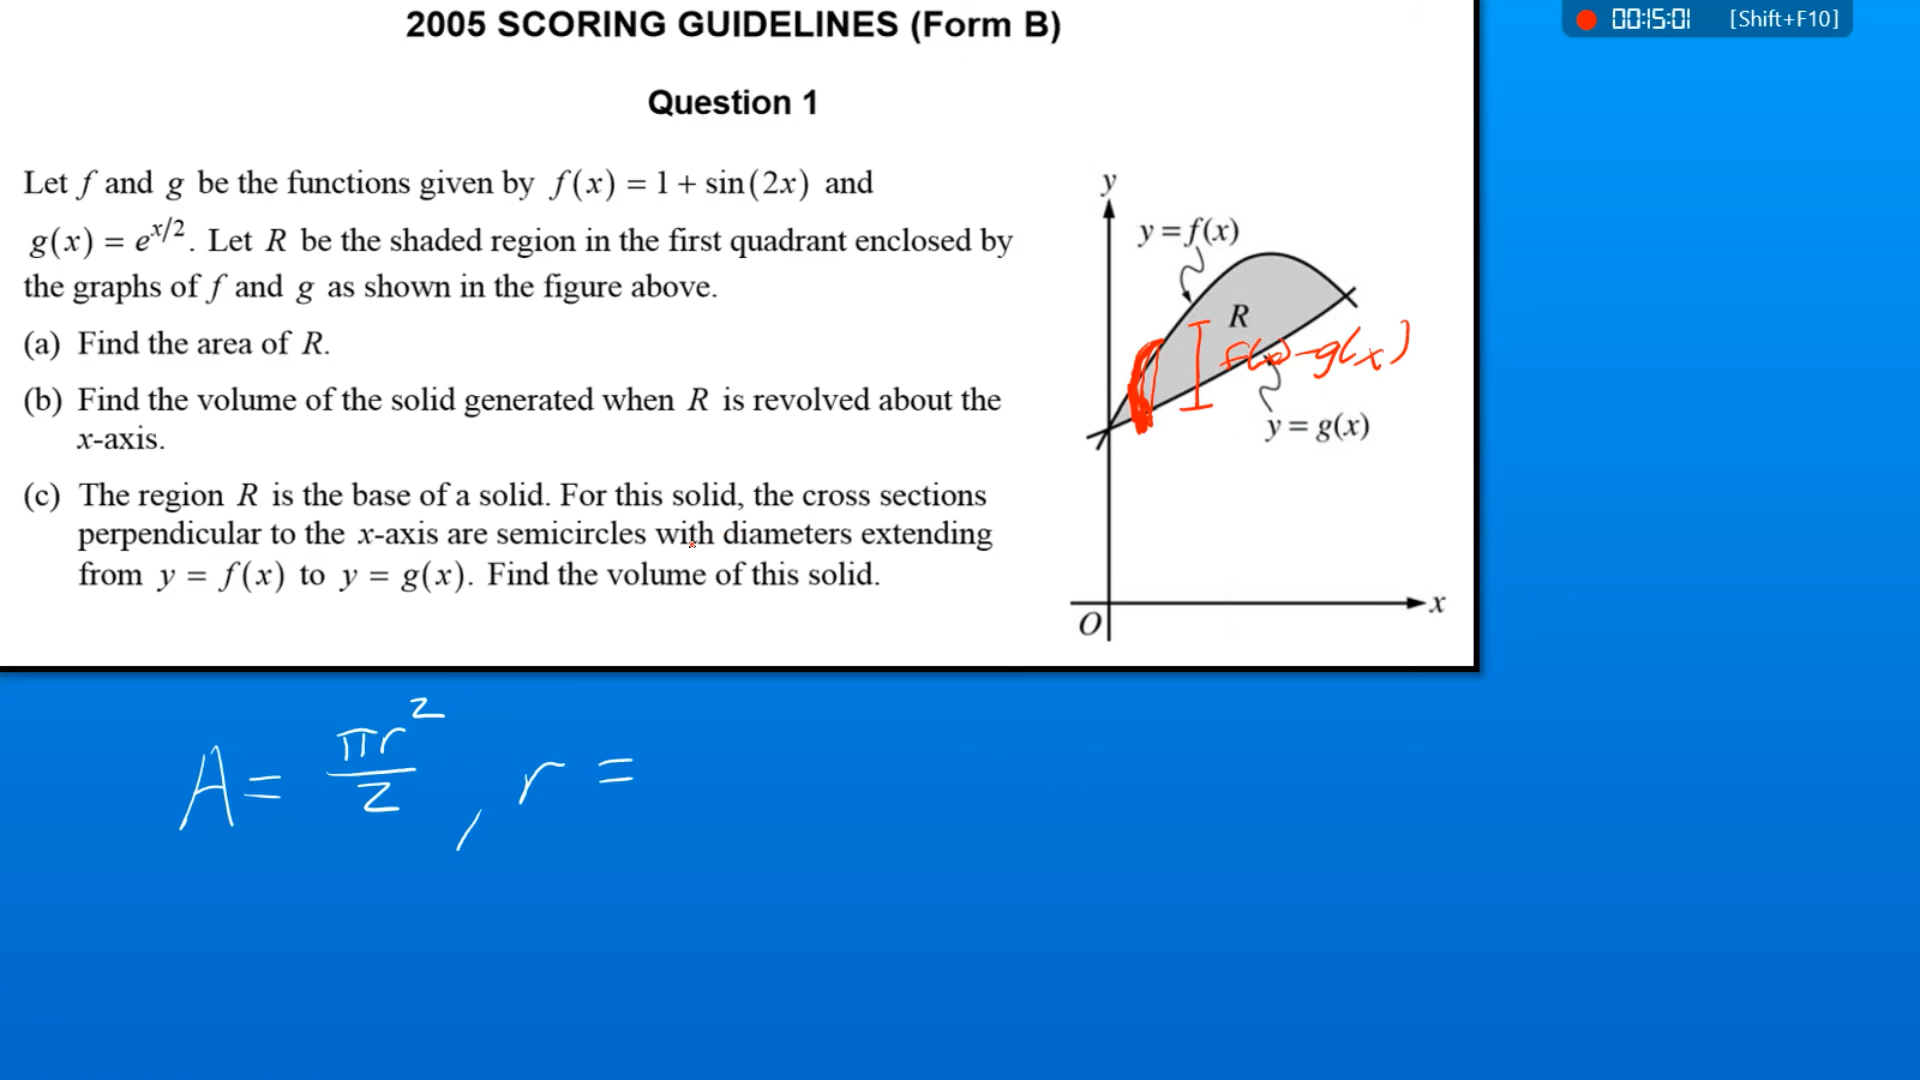 2005 SCORING GUIDELINES (Form B)
00:15:01 [Shift+F10]
Question 1
Let f and g be the functions given by f(x) = 1 + sin(2x) and
g(x) = e^{x/2}. Let R be the shaded region in the first quadrant enclosed by
the graphs of f and g as shown in the figure above.
(a) Find the area of R.
(b) Find the volume of the solid generated when R is revolved about the
x-axis.
(c) The region R is the base of a solid. For this solid, the cross sections
perpendicular to the x-axis are semicircles with diameters extending
from y = f(x) to y = g(x). Find the volume of this solid.
y
y = f(x)
R
f(x) - g(x)
y = g(x)
x
O
A = πr²/2 , r =